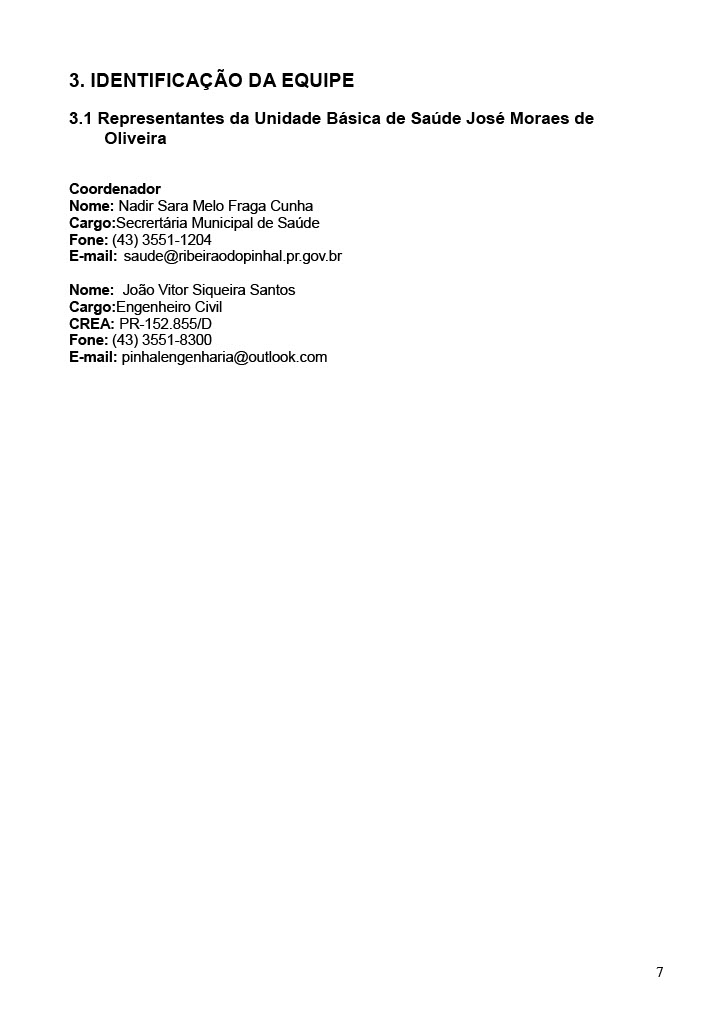 3. IDENTIFICAÇÃO DA EQUIPE
3.1 Representantes da Unidade Básica de Saúde José Moraes de
Oliveira
Coordenador
Nome: Nadir Sara Melo Fraga Cunha
Cargo:Secrertária Municipal de Saúde
Fone: (43) 3551-1204
E-mail: saude@ribeiraodopinhal.pr.gov.br
Nome: João Vitor Siqueira Santos
Cargo:Engenheiro Civil
CREA: PR-152.855/D
Fone: (43) 3551-8300
E-mail: pinhalengenharia@outlook.com
7